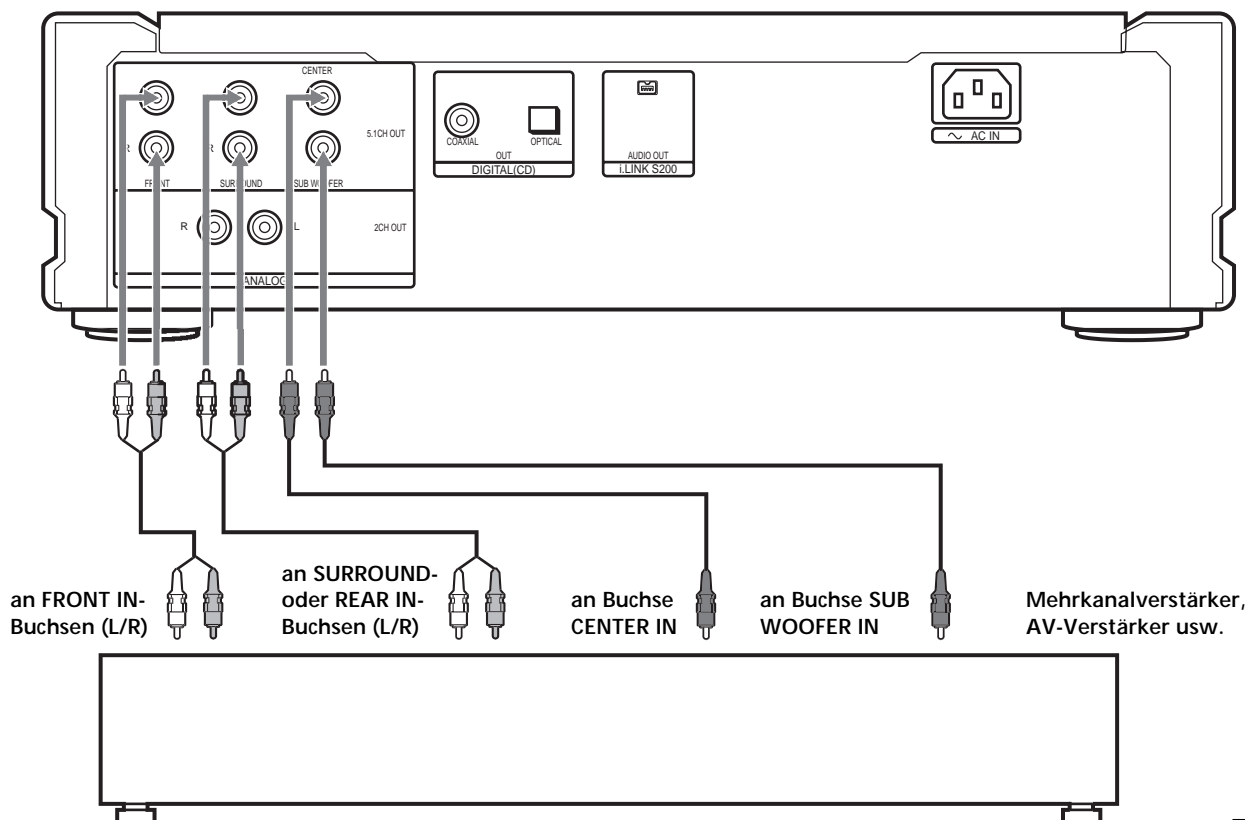 CENTER
5.1CH OUT
R
R
FRONT
SURROUND
SUB WOOFER
R
L
2CH OUT
ANALOG
COAXIAL
OPTICAL
OUT
DIGITAL(CD)
AUDIO OUT
i.LINK S200
AC IN
an FRONT IN-
Buchsen (L/R)
an SURROUND-
oder REAR IN-
Buchsen (L/R)
an Buchse
CENTER IN
an Buchse SUB
WOOFER IN
Mehrkanalverstärker,
AV-Verstärker usw.